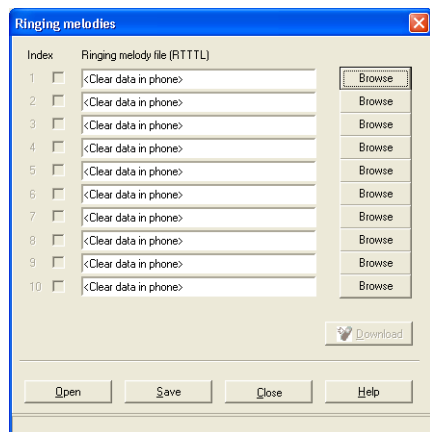 Ringing melodies
Index Ringing melody file (RTTTL)
1 <Clear data in phone> Browse
2 <Clear data in phone> Browse
3 <Clear data in phone> Browse
4 <Clear data in phone> Browse
5 <Clear data in phone> Browse
6 <Clear data in phone> Browse
7 <Clear data in phone> Browse
8 <Clear data in phone> Browse
9 <Clear data in phone> Browse
10 <Clear data in phone> Browse
Download
Open Save Close Help